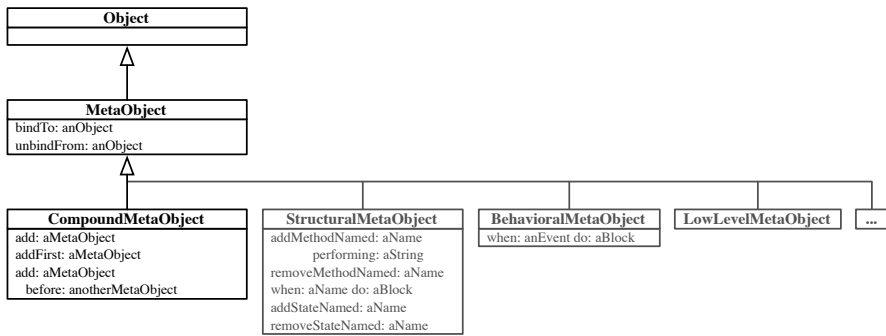 Object
MetaObject
bindTo: anObject
unbindFrom: anObject
CompoundMetaObject
add: aMetaObject
addFirst: aMetaObject
add: aMetaObject
before: anotherMetaObject
StructuralMetaObject
addMethodNamed: aName
performing: aString
removeMethodNamed: aName
when: aName do: aBlock
addStateNamed: aName
removeStateNamed: aName
BehavioralMetaObject
when: anEvent do: aBlock
LowLevelMetaObject
...